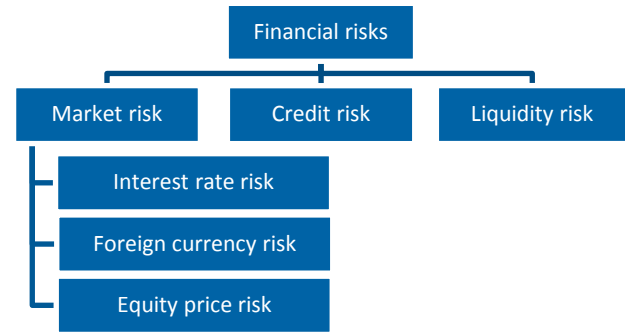 Financial risks
Market risk
Credit risk
Liquidity risk
Interest rate risk
Foreign currency risk
Equity price risk